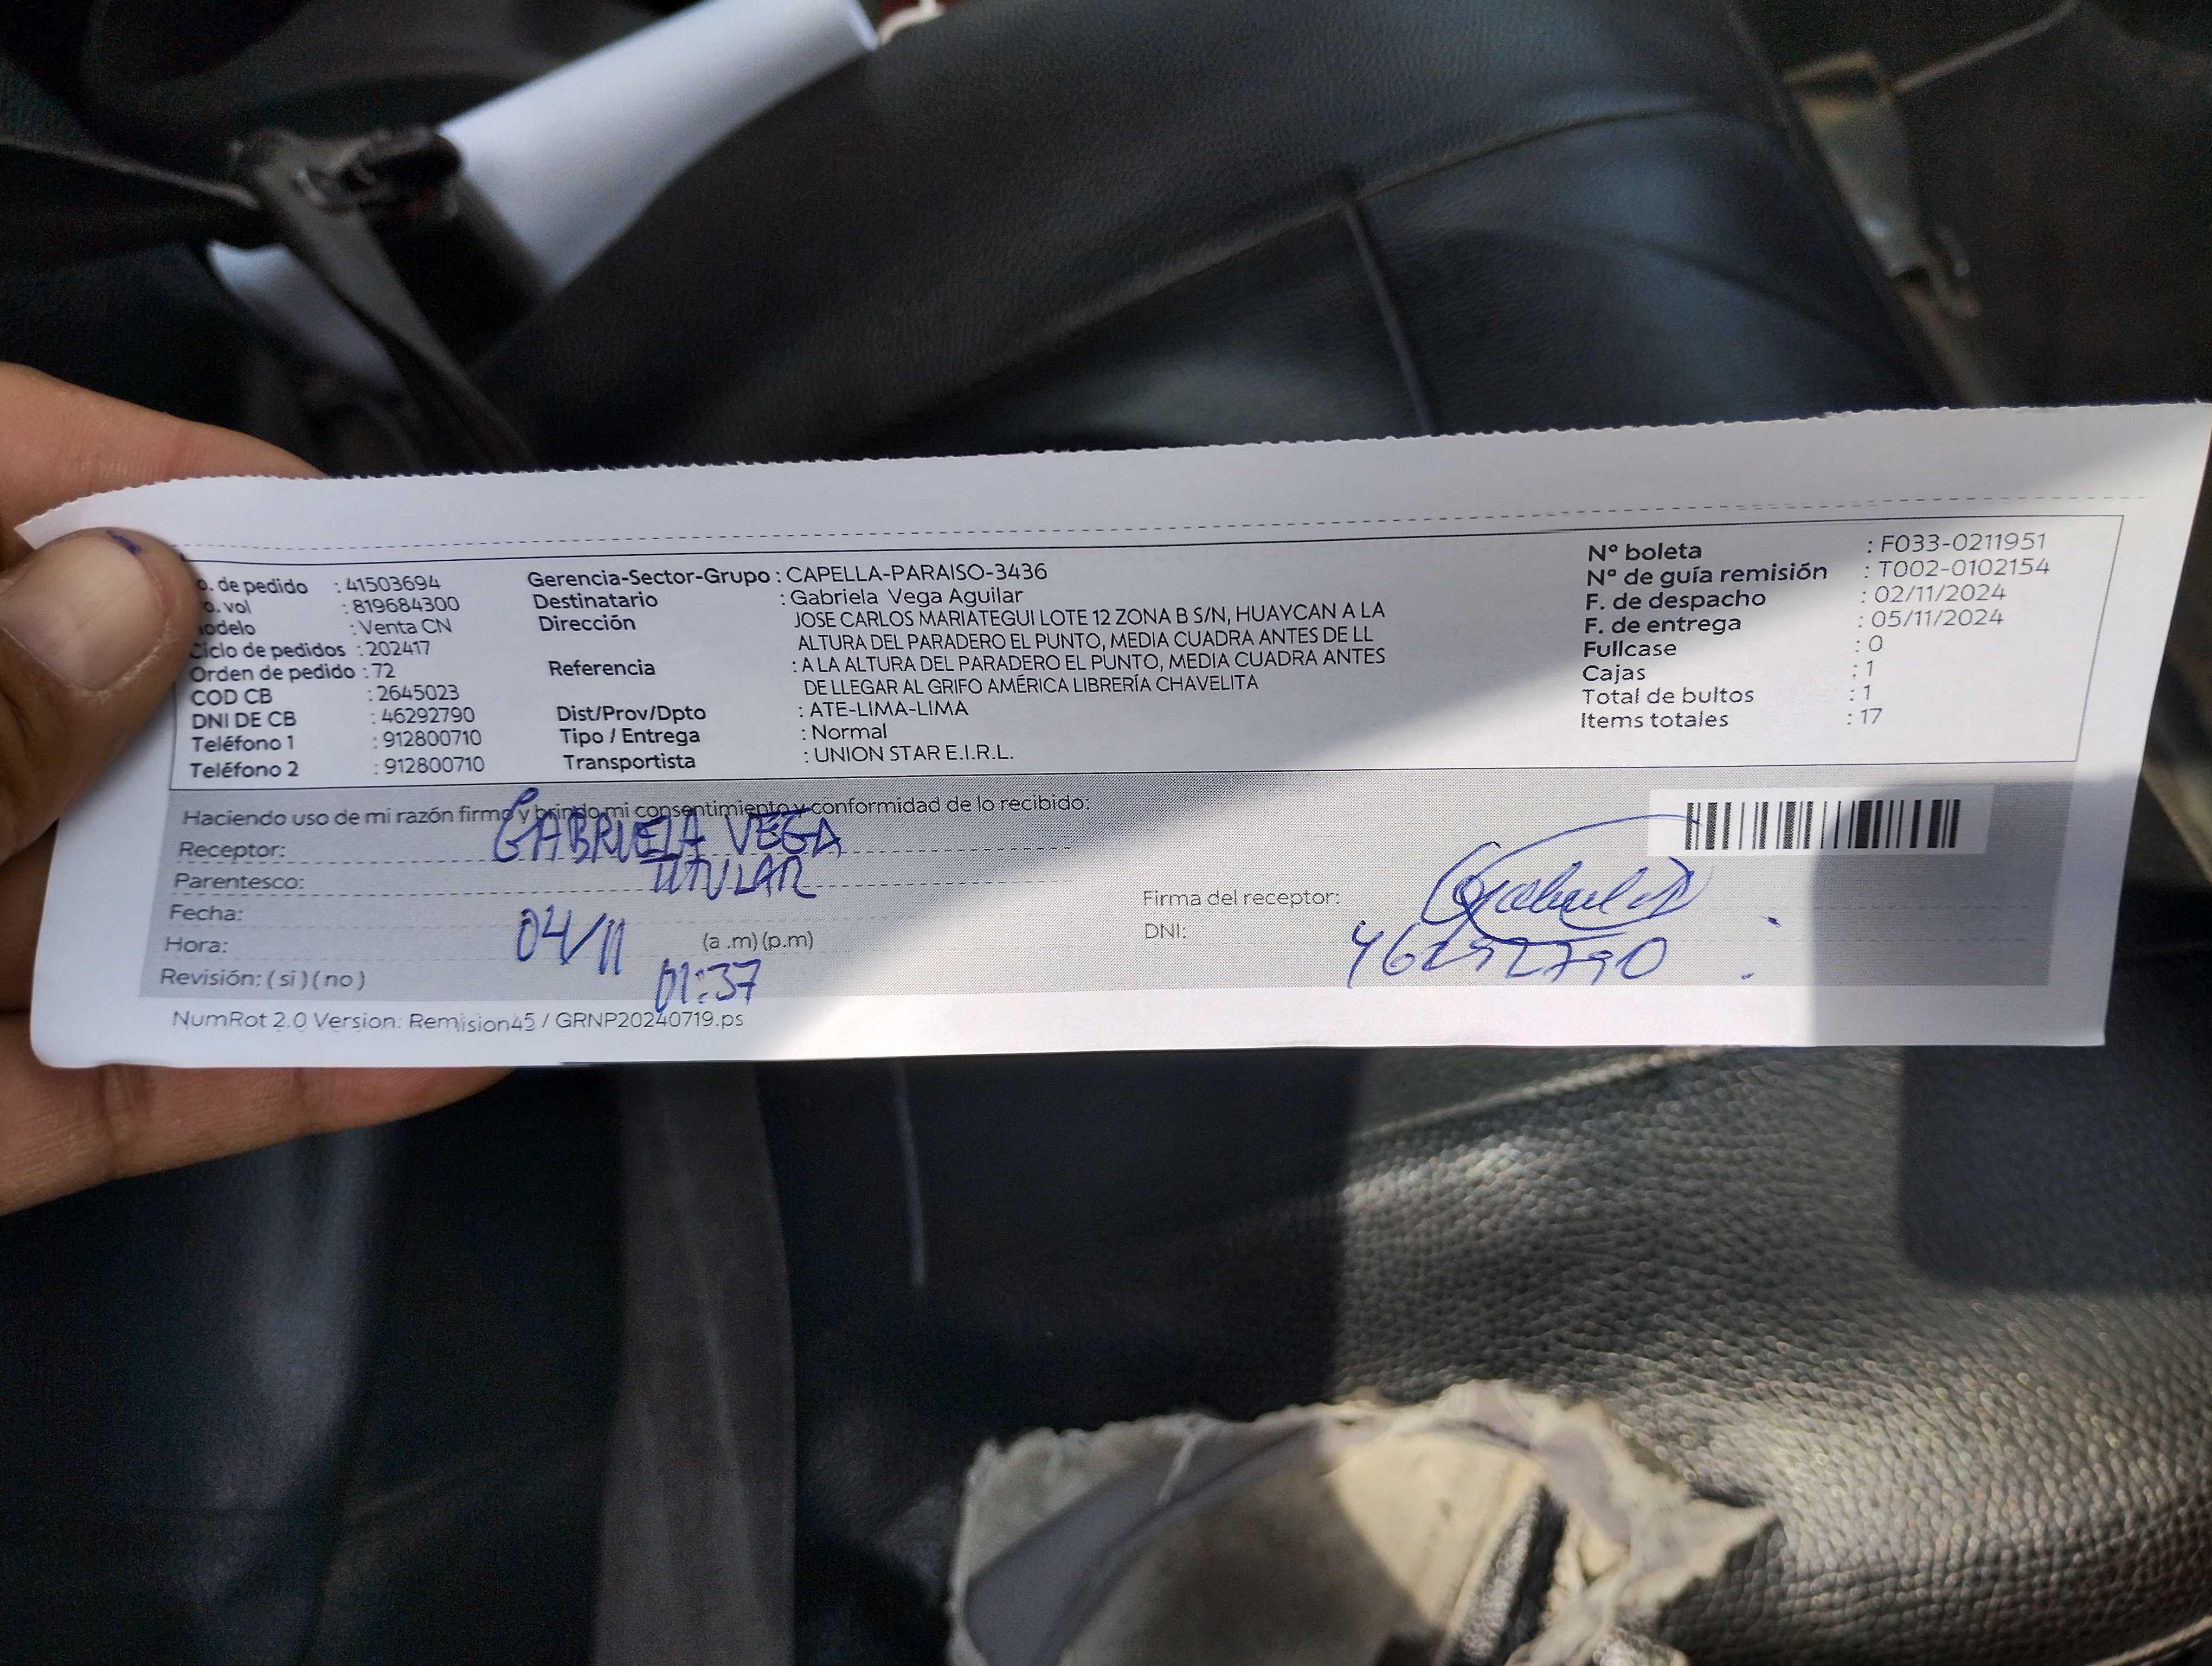 o. de pedido : 41503694
o. vol : 819684300
odelo : Venta CN
Ciclo de pedidos : 202417
Orden de pedido : 72
COD CB : 2645023
DNI DE CB : 46292790
Teléfono 1 : 912800710
Teléfono 2 : 912800710
Gerencia-Sector-Grupo : CAPELLA-PARAISO-3436
Destinatario : Gabriela Vega Aguilar
Dirección JOSE CARLOS MARIATEGUI LOTE 12 ZONA B S/N, HUAYCAN A LA
ALTURA DEL PARADERO EL PUNTO, MEDIA CUADRA ANTES DE LL
Referencia : A LA ALTURA DEL PARADERO EL PUNTO, MEDIA CUADRA ANTES
DE LLEGAR AL GRIFO AMÉRICA LIBRERÍA CHAVELITA
Dist/Prov/Dpto : ATE-LIMA-LIMA
Tipo / Entrega : Normal
Transportista : UNION STAR E.I.R.L.
N° boleta : F033-0211951
N° de guía remisión : T002-0102154
F. de despacho : 02/11/2024
F. de entrega : 05/11/2024
Fullcase : 0
Cajas : 1
Total de bultos : 1
Items totales : 17
Haciendo uso de mi razón firmo y brindo mi consentimiento y conformidad de lo recibido:
Receptor: GABRIELA VEGA
Parentesco: TITULAR
Fecha: 04/11
Hora: (a .m) (p.m)
01:37
Revisión: ( si ) ( no )
Firma del receptor:
DNI: 46292790
NumRot 2.0 Version: Remision45 / GRNP20240719.ps